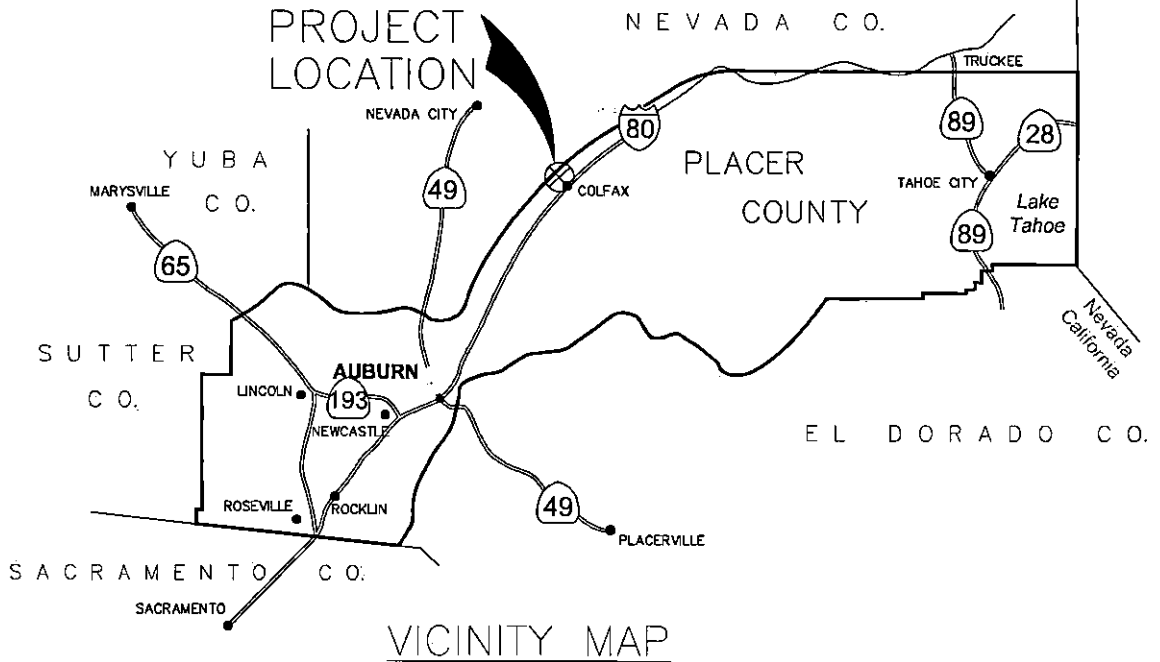 PROJECT
LOCATION
NEVADA CO.
TRUCKEE
NEVADA CITY
80
89
28
YUBA
CO.
MARYSVILLE
49
COLFAX
PLACER
COUNTY
TAHOE CITY
Lake
Tahoe
65
89
Nevada
California
SUTTER
CO.
AUBURN
LINCOLN
193
NEWCASTLE
EL DORADO CO.
ROSEVILLE
ROCKLIN
49
PLACERVILLE
SACRAMENTO CO.
SACRAMENTO
VICINITY MAP